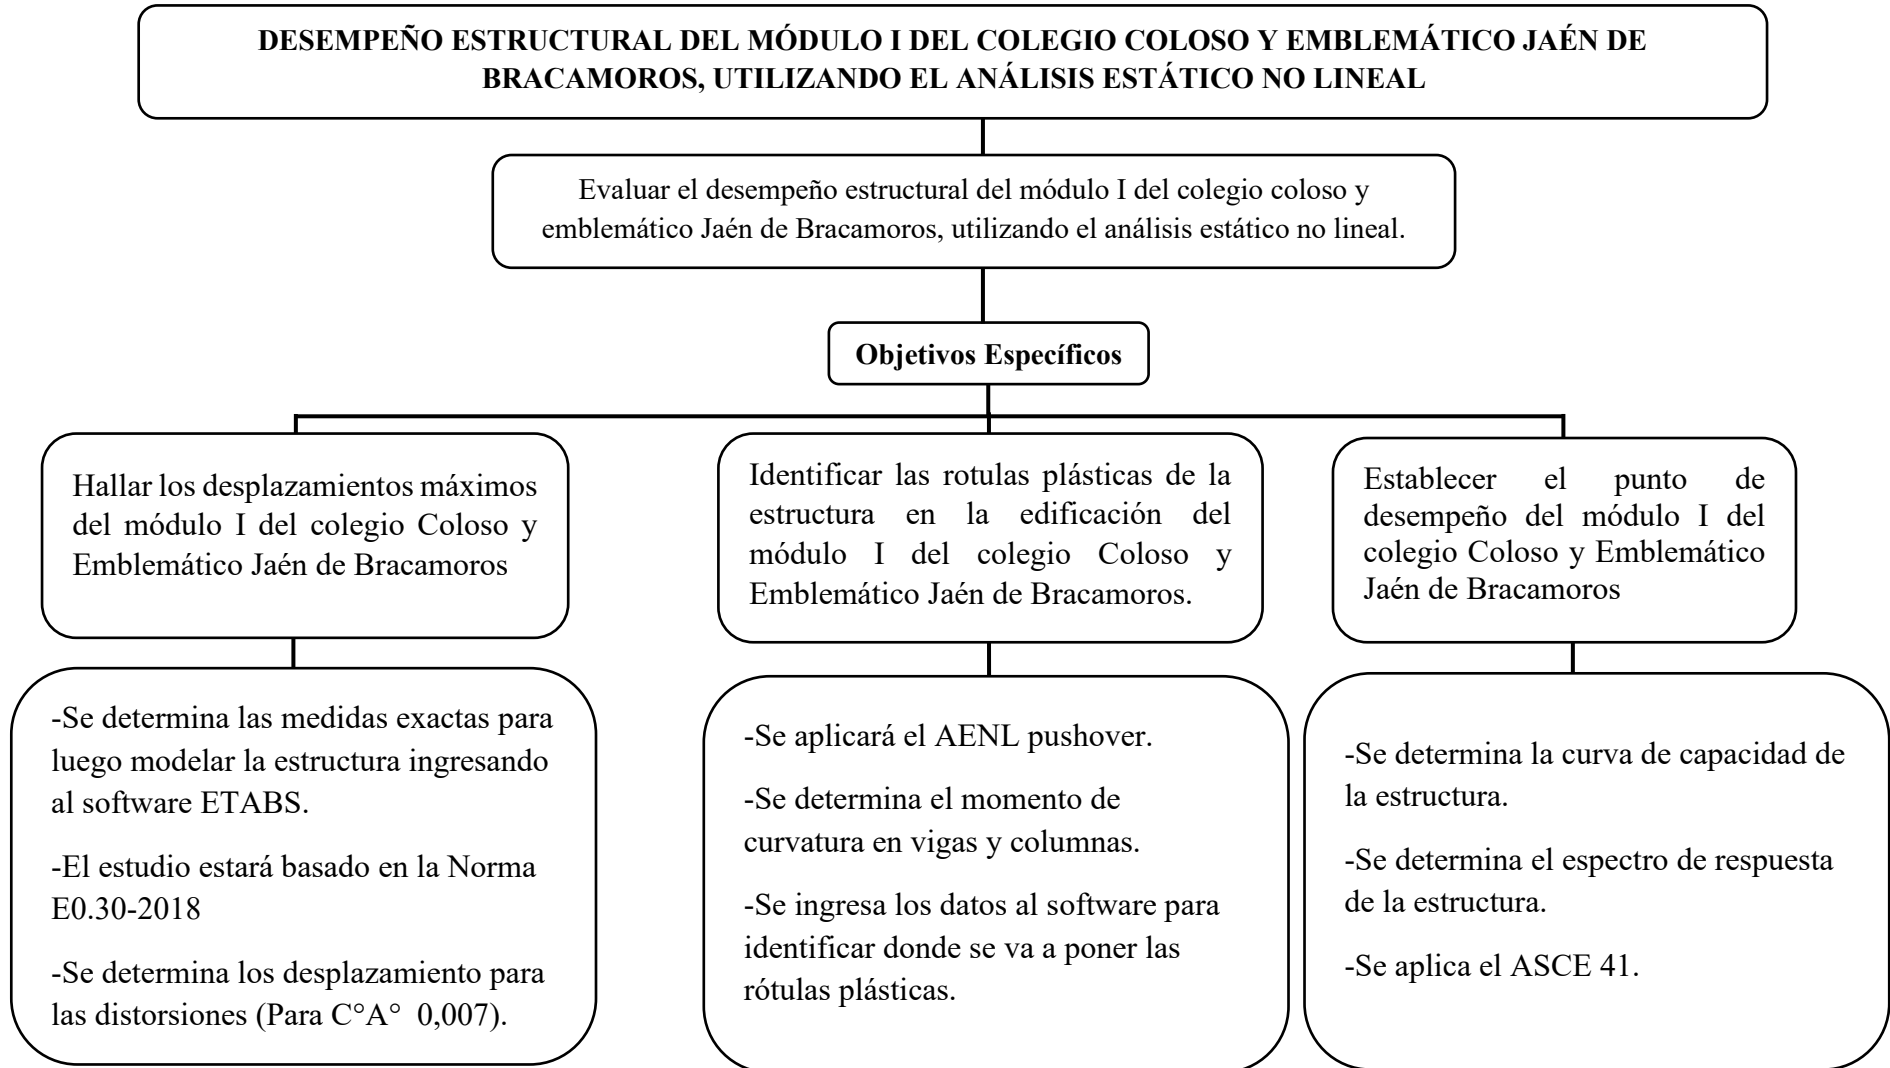 DESEMPEÑO ESTRUCTURAL DEL MÓDULO I DEL COLEGIO COLOSO Y EMBLEMÁTICO JAÉN DE
BRACAMOROS, UTILIZANDO EL ANÁLISIS ESTÁTICO NO LINEAL
Evaluar el desempeño estructural del módulo I del colegio coloso y
emblemático Jaén de Bracamoros, utilizando el análisis estático no lineal.
Objetivos Específicos
Hallar los desplazamientos máximos
del módulo I del colegio Coloso y
Emblemático Jaén de Bracamoros
Identificar las rotulas plásticas de la
estructura en la edificación del
módulo I del colegio Coloso y
Emblemático Jaén de Bracamoros.
Establecer el punto de
desempeño del módulo I del
colegio Coloso y Emblemático
Jaén de Bracamoros
-Se determina las medidas exactas para
luego modelar la estructura ingresando
al software ETABS.
-El estudio estará basado en la Norma
E0.30-2018
-Se determina los desplazamiento para
las distorsiones (Para C°A° 0,007).
-Se aplicará el AENL pushover.
-Se determina el momento de
curvatura en vigas y columnas.
-Se ingresa los datos al software para
identificar donde se va a poner las
rótulas plásticas.
-Se determina la curva de capacidad de
la estructura.
-Se determina el espectro de respuesta
de la estructura.
-Se aplica el ASCE 41.